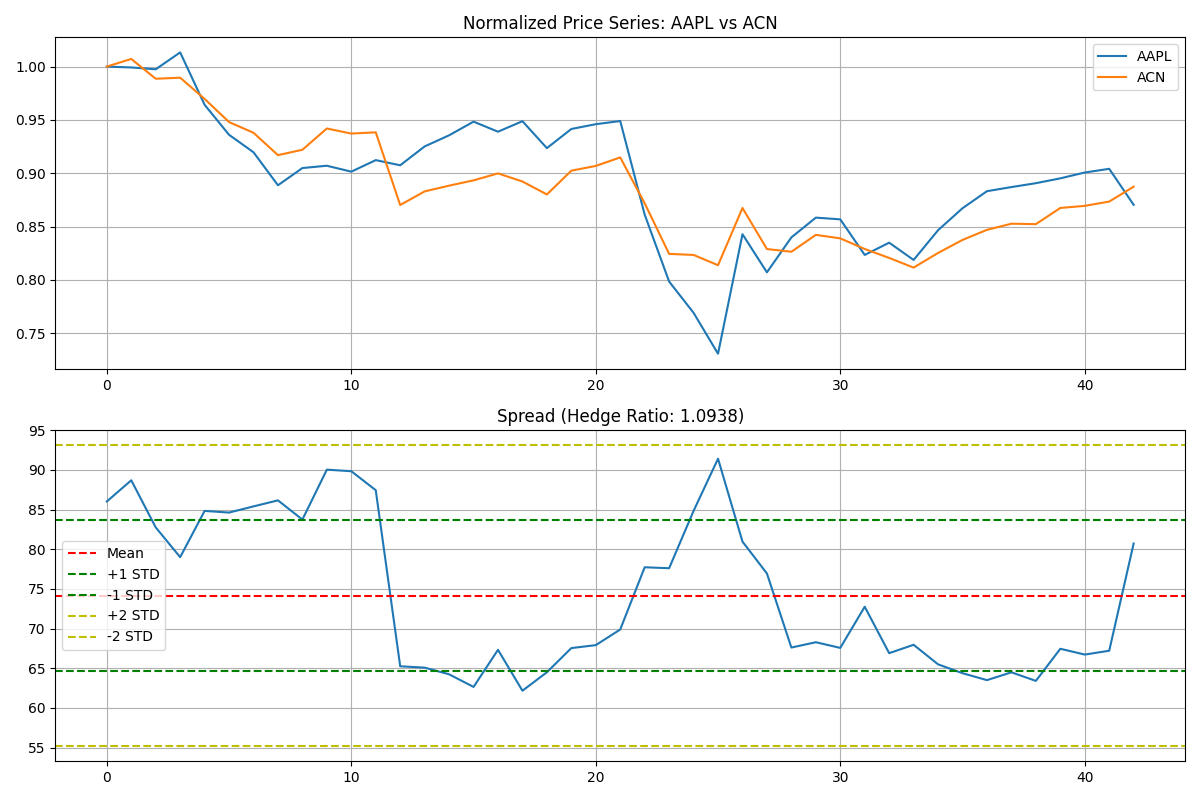 Normalized Price Series: AAPL vs ACN
1.00
0.95
0.90
0.85
0.80
0.75
AAPL
ACN
0 10 20 30 40
Spread (Hedge Ratio: 1.0938)
95
90
85
80
75
70
65
60
55
Mean
+1 STD
-1 STD
+2 STD
-2 STD
0 10 20 30 40